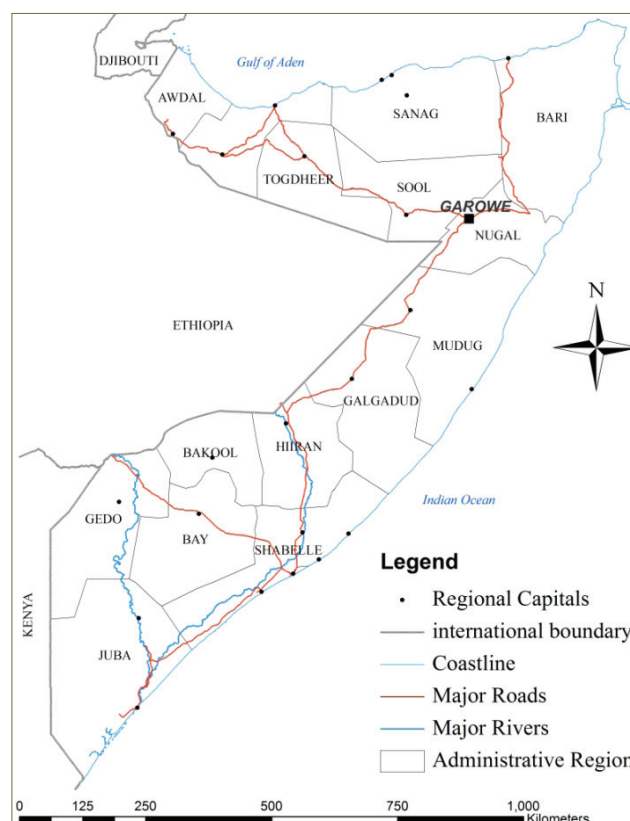 DJIBOUTI
Gulf of Aden
AWDAL
SANAG
BARI
TOGDHEER
SOOL
GAROWE
NUGAL
ETHIOPIA
N
MUDUG
GALGADUD
HIIRAN
BAKOOL
Indian Ocean
GEDO
BAY
SHABELLE
KENYA
JUBA
Legend
Regional Capitals
international boundary
Coastline
Major Roads
Major Rivers
Administrative Region
0 125 250 500 750 1,000
Kilometers